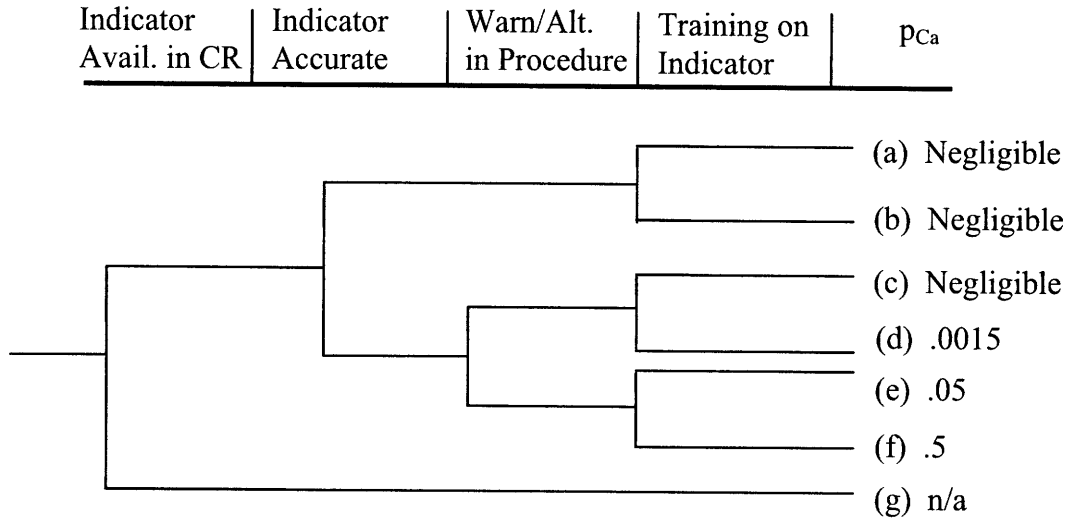 Indicator
Avail. in CR
Indicator
Accurate
Warn/Alt.
in Procedure
Training on
Indicator
pCa
(a) Negligible
(b) Negligible
(c) Negligible
(d) .0015
(e) .05
(f) .5
(g) n/a